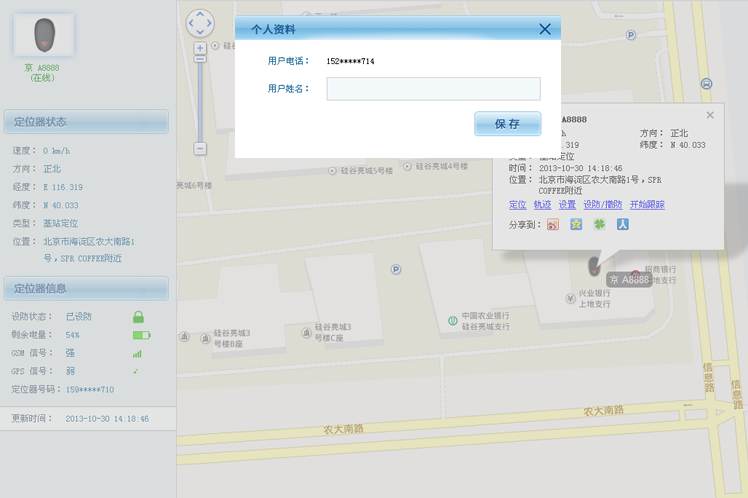 京 A8888
(在线)
定位器状态
速度： 0 km/h
方向： 正北
经度： E 116.319
纬度： N 40.033
类型： 基站定位
位置： 北京市海淀区农大南路1
号，SPR COFFEE附近
定位器信息
设防状态： 已设防
剩余电量： 54%
GSM 信号： 强
GPS 信号： 弱
定位器号码： 159*****710
更新时间： 2013-10-30 14:18:46
个人资料
用户电话： 152*****714
用户姓名：
保存
A8888
方向： 正北
.319
纬度： N 40.033
基站定位
时间： 2013-10-30 14:18:46
位置： 北京市海淀区农大南路1号，SPR
COFFEE附近
定位 轨迹 设置 设防/撤防 开始跟踪
分享到：
京 A8888
硅谷亮城5号楼
硅谷亮城4号楼
亮城6号楼
P
P
招商银行
上地支行
兴业银行
上地支行
中国农业银行
硅谷亮城支行
硅谷亮城3
号楼B座
硅谷亮城3
号楼C座
农大南路
农大南路
信息路
信息路